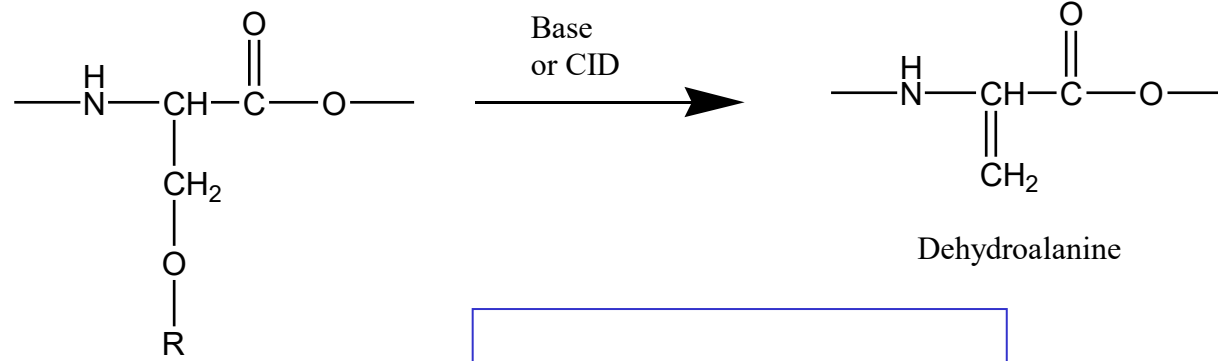 O
H
N CH C O
CH2
O
R
Base
or CID
O
H
N CH C O
CH2
Dehydroalanine